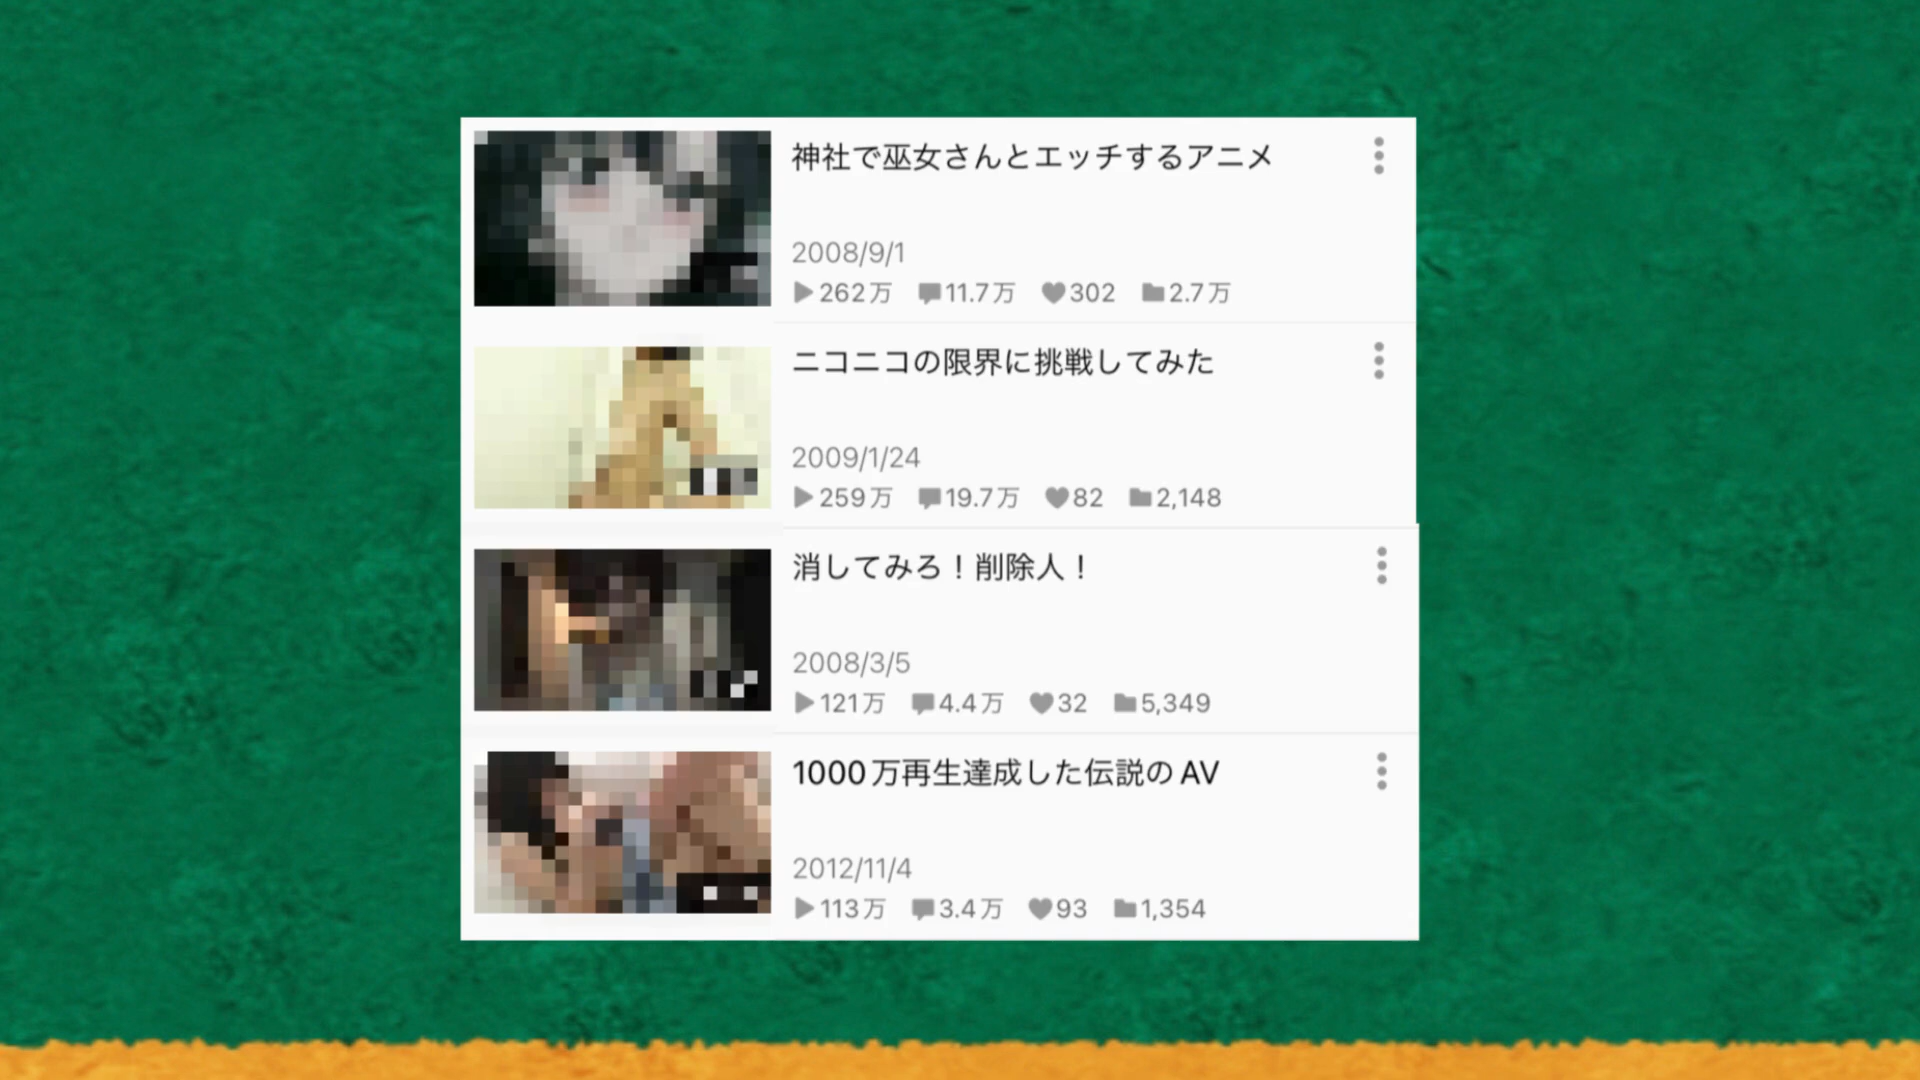 神社で巫女さんとエッチするアニメ
2008/9/1
262万 11.7万 302 2.7万
ニコニコの限界に挑戦してみた
2009/1/24
259万 19.7万 82 2,148
消してみろ！削除人！
2008/3/5
121万 4.4万 32 5,349
1000万再生達成した伝説のAV
2012/11/4
113万 3.4万 93 1,354